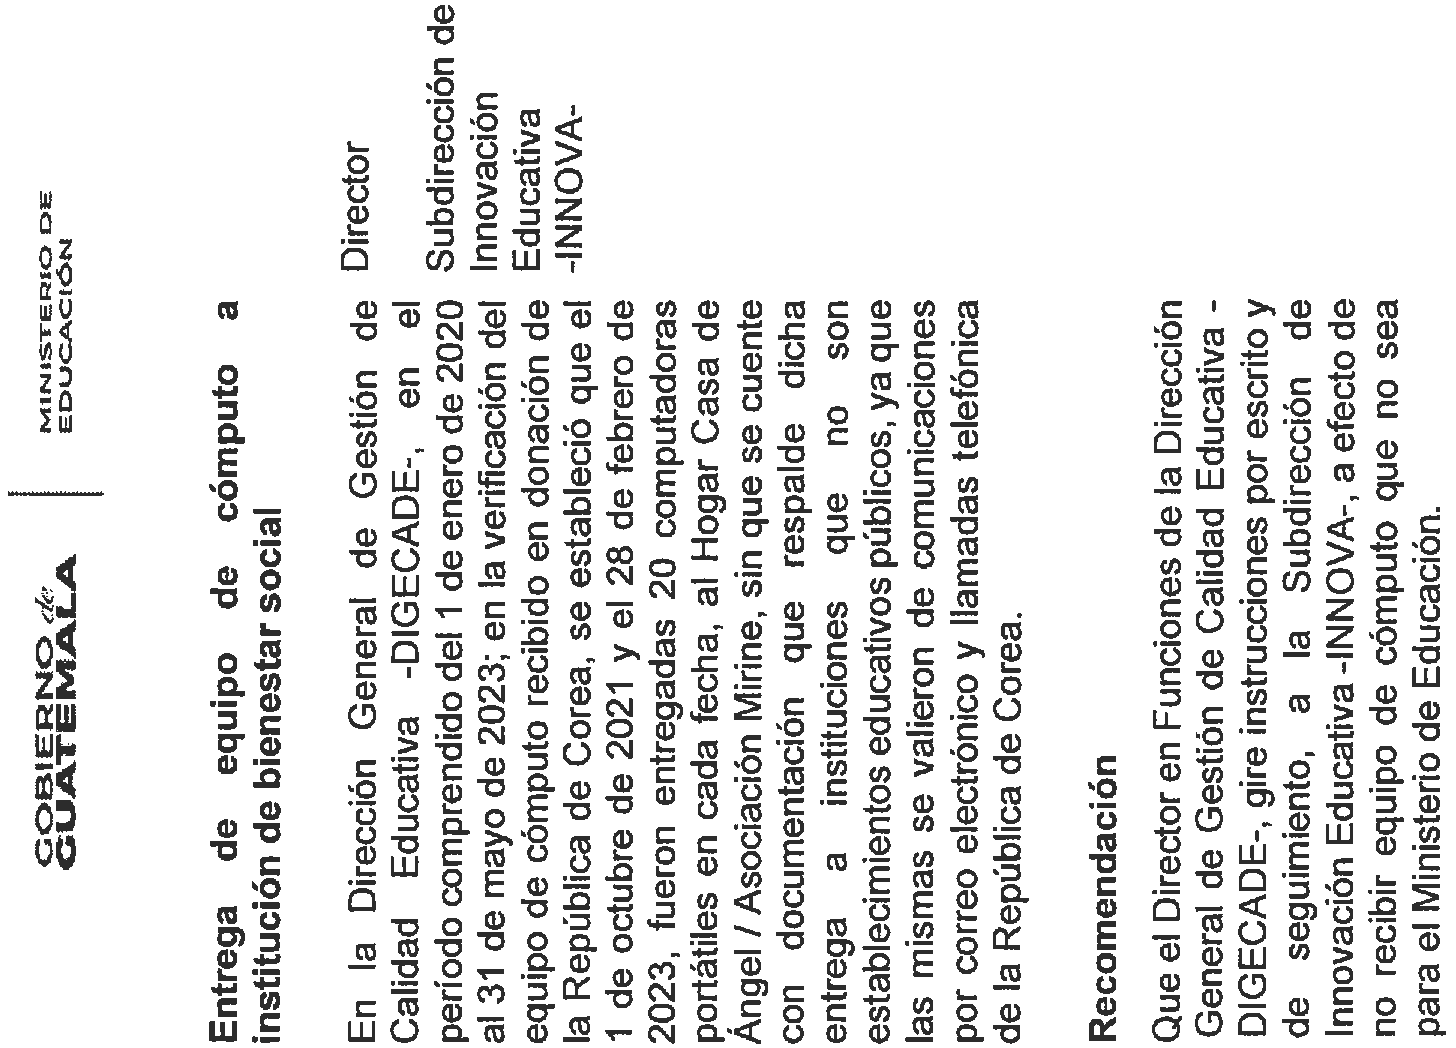 GOBIERNO de
GUATEMALA
MINISTERIO DE
EDUCACIÓN
Entrega de equipo de cómputo a
institución de bienestar social
En la Dirección General de Gestión de
Calidad Educativa -DIGECADE-, en el
período comprendido del 1 de enero de 2020
al 31 de mayo de 2023; en la verificación del
equipo de cómputo recibido en donación de
la República de Corea, se estableció que el
1 de octubre de 2021 y el 28 de febrero de
2023, fueron entregadas 20 computadoras
portátiles en cada fecha, al Hogar Casa de
Ángel / Asociación Mirine, sin que se cuente
con documentación que respalde dicha
entrega a instituciones que no son
establecimientos educativos públicos, ya que
las mismas se valieron de comunicaciones
por correo electrónico y llamadas telefónica
de la República de Corea.
Recomendación
Que el Director en Funciones de la Dirección
General de Gestión de Calidad Educativa -
DIGECADE-, gire instrucciones por escrito y
de seguimiento, a la Subdirección de
Innovación Educativa -INNOVA-, a efecto de
no recibir equipo de cómputo que no sea
para el Ministerio de Educación.
Director
Subdirección de
Innovación
Educativa
-INNOVA-